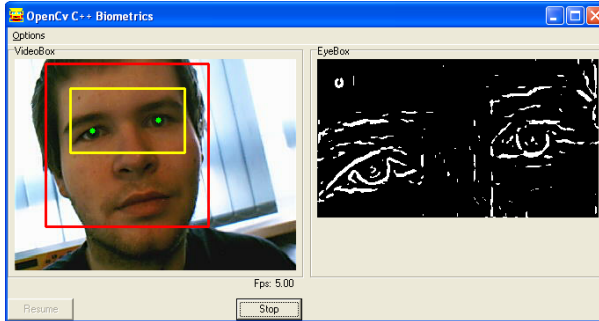 OpenCv C++ Biometrics
Options
VideoBox
EyeBox
Fps: 5.00
Resume
Stop